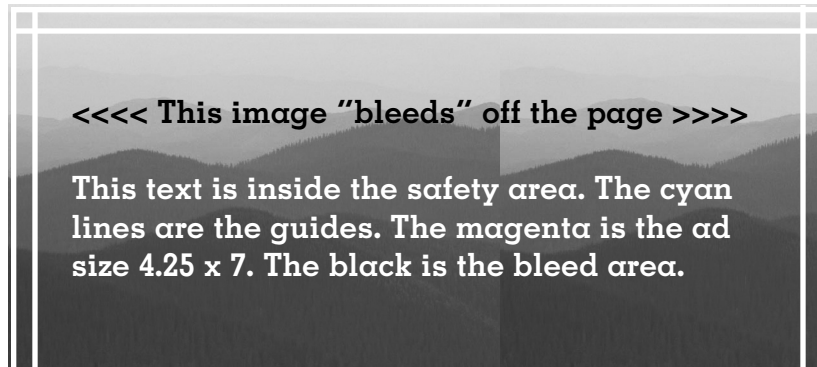 <<<< This image "bleeds" off the page >>>>
This text is inside the safety area. The cyan
lines are the guides. The magenta is the ad
size 4.25 x 7. The black is the bleed area.